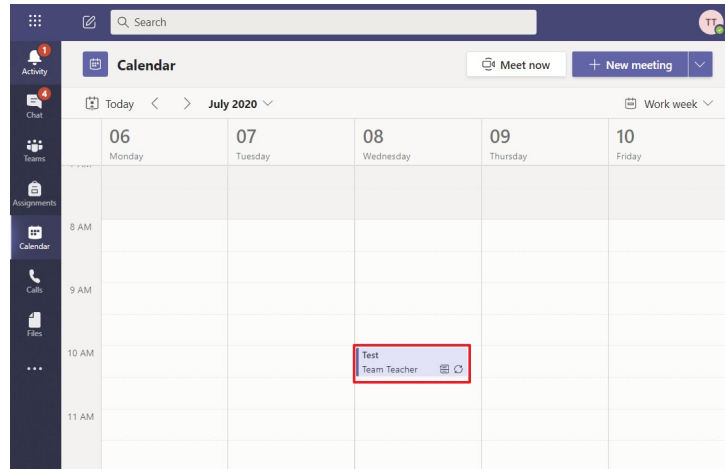 Search
TT
1
Activity
Calendar
Meet now
+ New meeting
4
Chat
Today
July 2020
Work week
Teams
06
Monday
07
Tuesday
08
Wednesday
09
Thursday
10
Friday
Assignments
8 AM
Calendar
Calls
9 AM
Files
10 AM
Test
Team Teacher
11 AM